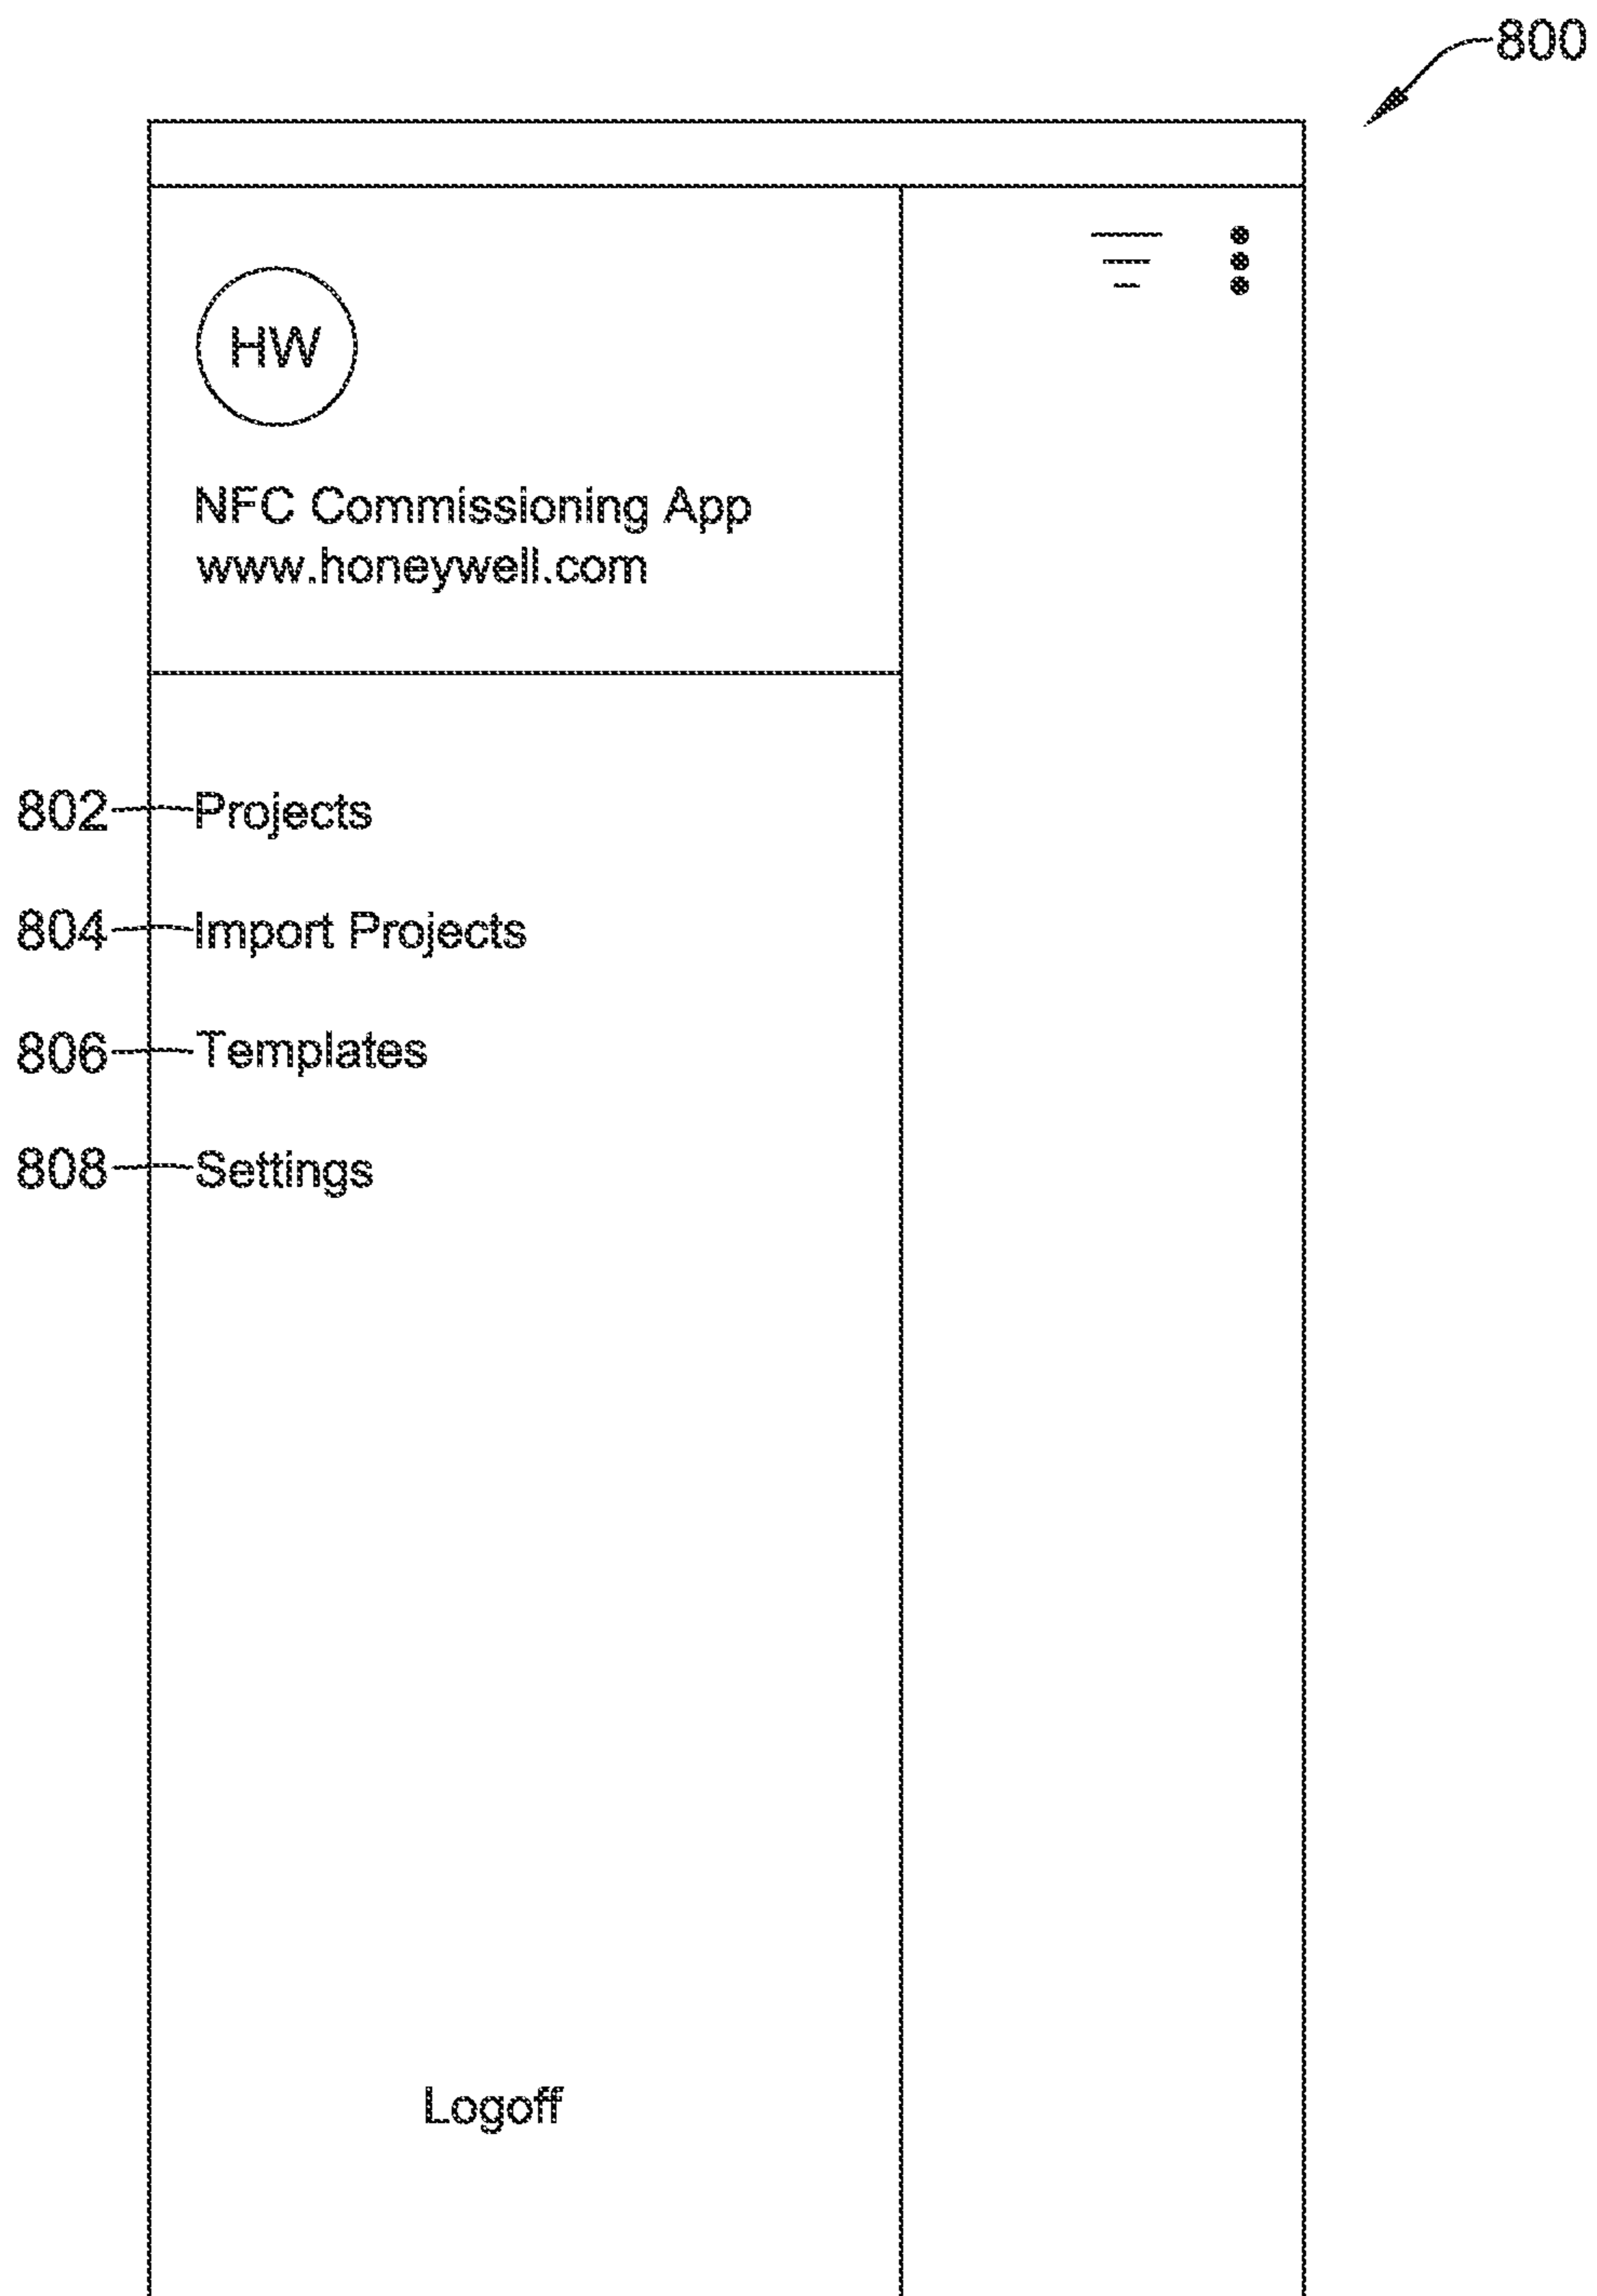 800
HW
NFC Commissioning App
www.honeywell.com
802 Projects
804 Import Projects
806 Templates
808 Settings
Logoff